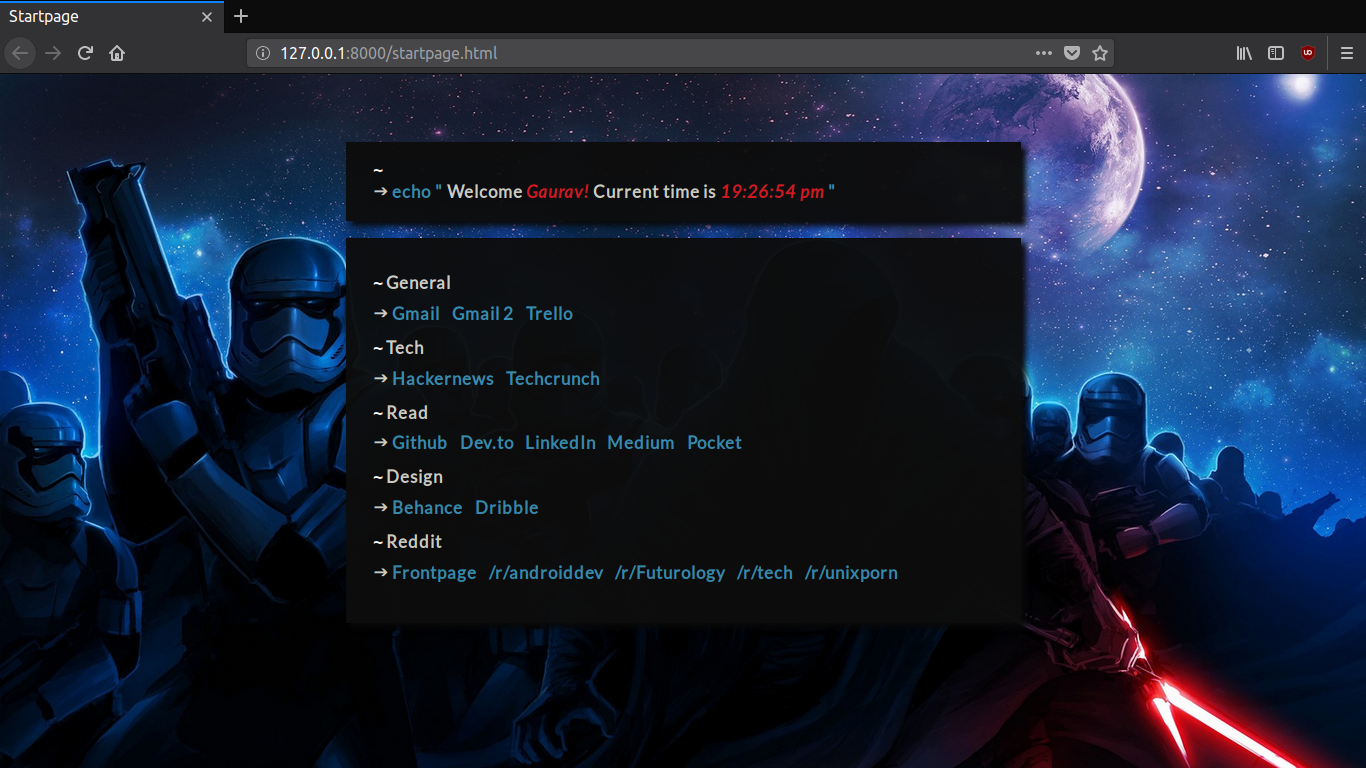 Startpage
127.0.0.1:8000/startpage.html
~
→ echo " Welcome Gaurav! Current time is 19:26:54 pm "
~ General
→ Gmail Gmail 2 Trello
~ Tech
→ Hackernews Techcrunch
~ Read
→ Github Dev.to LinkedIn Medium Pocket
~ Design
→ Behance Dribble
~ Reddit
→ Frontpage /r/androiddev /r/Futurology /r/tech /r/unixporn